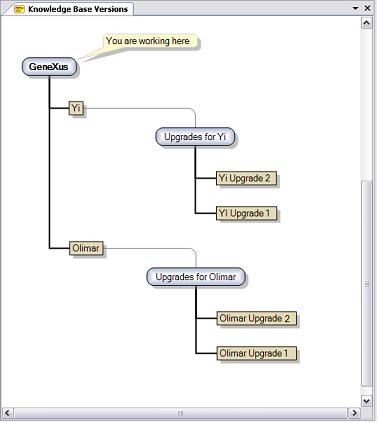 Knowledge Base Versions
You are working here
GeneXus
Yi
Upgrades for Yi
Yi Upgrade 2
YI Upgrade 1
Olimar
Upgrades for Olimar
Olimar Upgrade 2
Olimar Upgrade 1